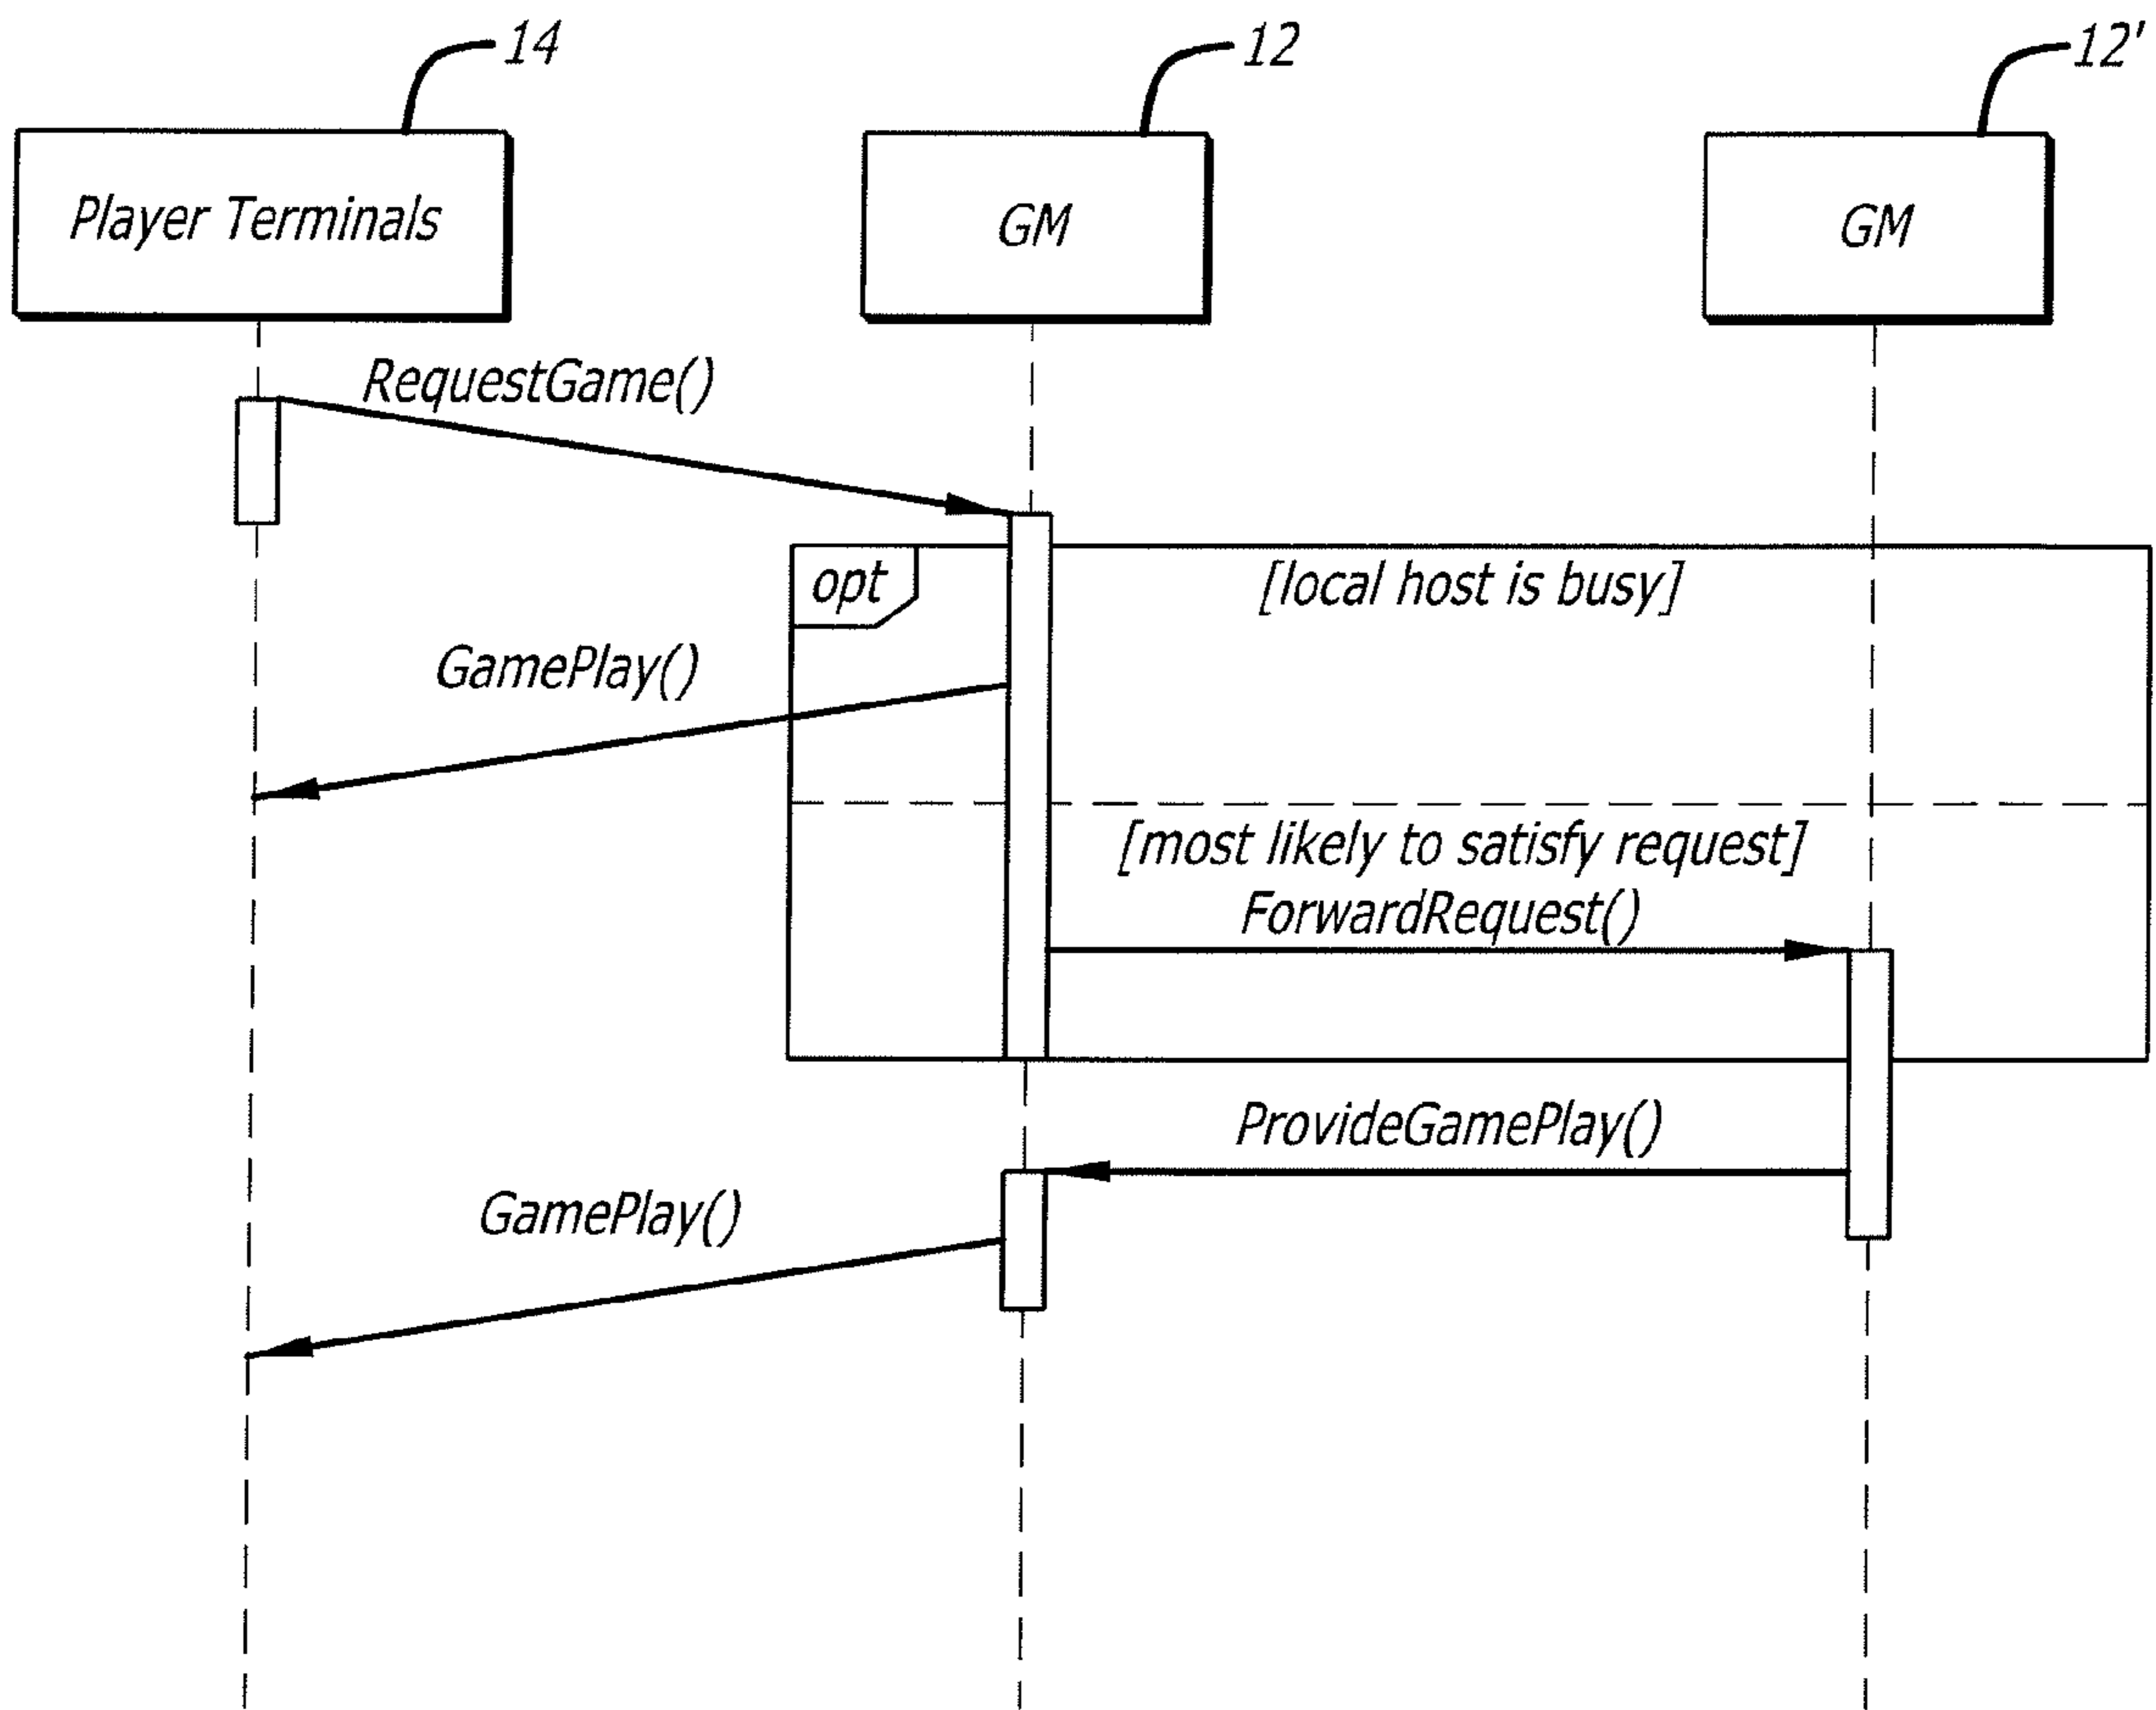 14
12
12'
Player Terminals
GM
GM
RequestGame()
opt
[local host is busy]
GamePlay()
[most likely to satisfy request]
ForwardRequest()
ProvideGamePlay()
GamePlay()